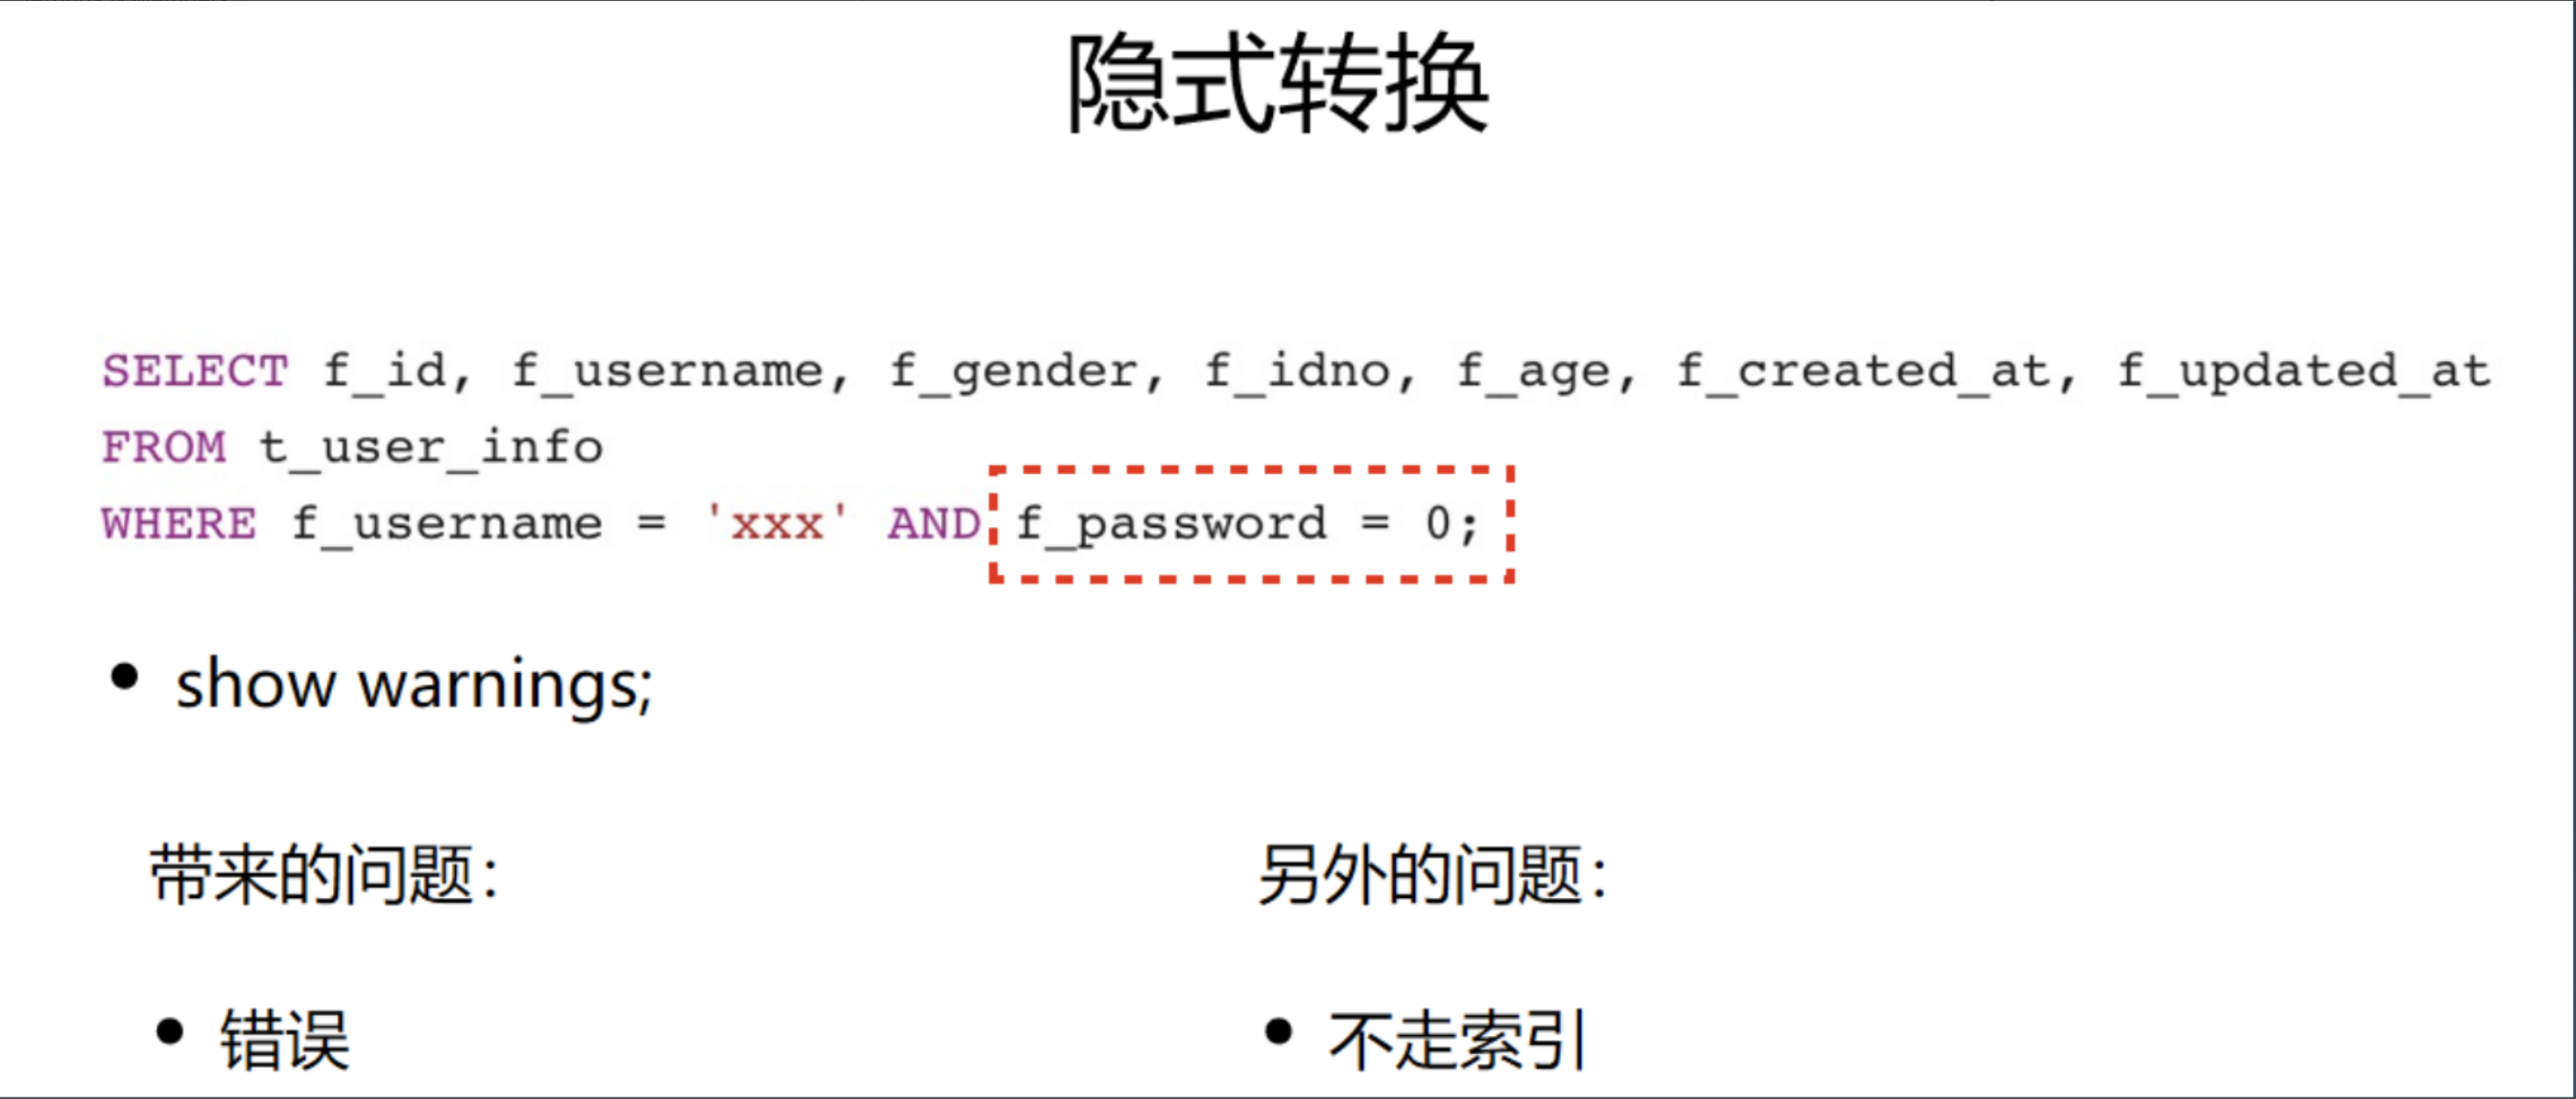 隐式转换
SELECT f_id, f_username, f_gender, f_idno, f_age, f_created_at, f_updated_at
FROM t_user_info
WHERE f_username = 'xxx' AND f_password = 0;
• show warnings;
带来的问题：
另外的问题：
• 错误
• 不走索引